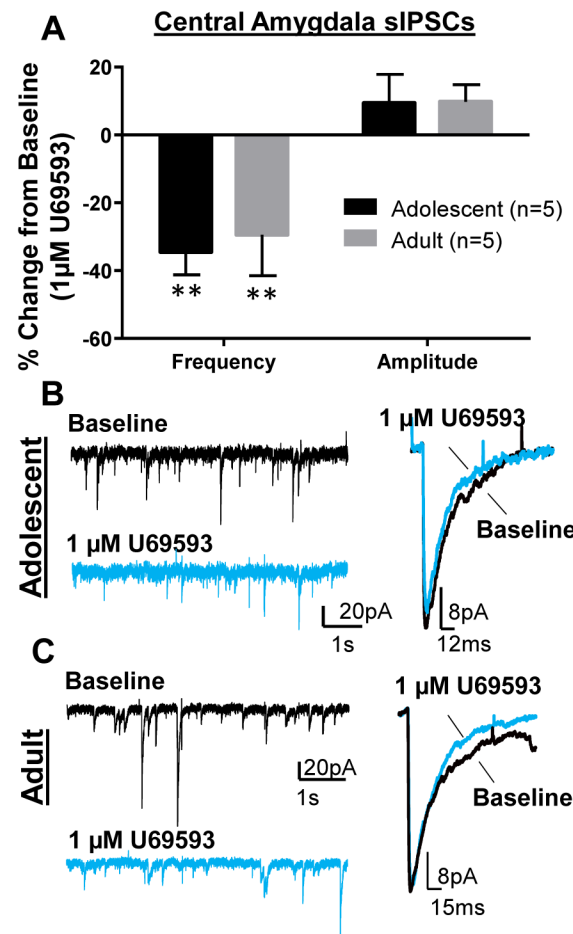 A
Central Amygdala sIPSCs
% Change from Baseline
(1µM U69593)
20
0
-20
-40
-60
Adolescent (n=5)
Adult (n=5)
**
**
Frequency
Amplitude
B
Adolescent
Baseline
1 µM U69593
20pA
1s
1 µM U69593
Baseline
8pA
12ms
C
Adult
Baseline
20pA
1s
1 µM U69593
1 µM U69593
Baseline
8pA
15ms